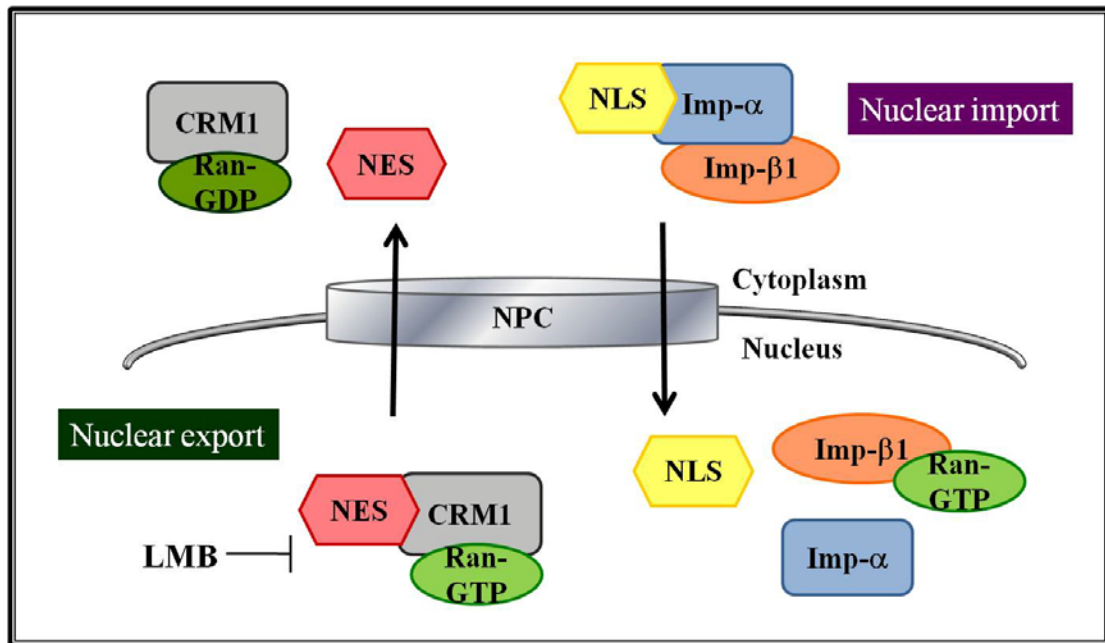 CRM1
Ran-
GDP
NES
NLS
Imp-α
Imp-β1
Nuclear import
NPC
Cytoplasm
Nucleus
Nuclear export
LMB
NES
CRM1
Ran-
GTP
NLS
Imp-β1
Ran-
GTP
Imp-α